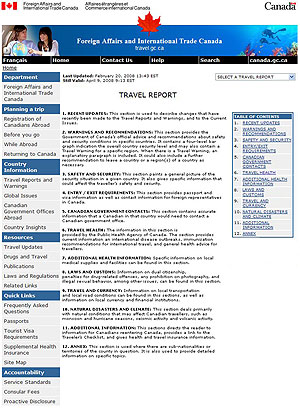 Foreign Affairs and International Trade Canada
Affaires étrangères et Commerce international Canada
Canada
Foreign Affairs and International Trade Canada
travel.gc.ca
Français Home Contact Us Help Search canada.gc.ca
Home
Department
Foreign Affairs and International Trade Canada
Planning a trip
Registration of Canadians Abroad
Before you go
While Abroad
Returning to Canada
Country Information
Travel Reports and Warnings
Global Issues
Canadian Government Offices Abroad
Country Insights
Resources
Travel Updates
Drugs and Travel
Publications
Laws and Regulations
Related Links
Quick Links
Frequently Asked Questions
Passports
Tourist Visa Requirements
Supplemental Health Insurance
Site Map
Accountability
Service Standards
Consular Fees
Proactive Disclosure
Last Updated: February 20, 2008 13:43 EST
Still Valid: April 9, 2008 9:13 EST
SELECT A TRAVEL REPORT
TRAVEL REPORT
1. RECENT UPDATES: This section is used to describe changes that have recently been made to the Travel Reports and Warnings, and to the Current Issues.
2. WARNINGS AND RECOMMENDATIONS: This section provides the Government of Canada's official advice and recommendations about safety and security conditions in specific countries. It contains a four-level bar graph indication the overall country security level and may also contain a Travel Warning for a specific region. When there is a Travel Warning, an explanatory paragraph is included. It could also include a further recommendation to leave a country or a region(s) of a country as necessary.
3. SAFETY AND SECURITY: This section paints a general picture of the security situation in a given country. It also gives specific information that could affect the traveller's safety and security.
4. ENTRY / EXIT REQUIREMENTS: This section provides passport and visa information as well as contact information for foreign representatives in Canada.
5. CANADIAN GOVERNMENT CONTACTS: This section contains accurate information that a Canadian in that country would need to contact a Canadian government office.
6. TRAVEL HEALTH: The information in this section is provided by the Public Health Agency of Canada. The section provides current information on international disease outbreaks, immunization recommendations for international travel, and general health advice for travellers.
7. ADDITIONAL HEALTH INFORMATION: Specific information on local medical supplies and facilities can be found in this section.
8. LAWS AND CUSTOMS: Information on dual citizenship, penalties for drug-related offenses, any prohibition on photography, and illegal sexual behavior, among other issues, can be found in this section.
9. TRAVEL AND CURRENCY: Information on local transportation and local road conditions can be found in this section, as well as information on local currency and financial institutions.
10. NATURAL DISASTERS AND CLIMATE: This section deals primarily with natural conditions that may affect Canadian travellers, such as monsoon and hurricane seasons, seismic activity and volcanic activity.
11. ADDITIONAL INFORMATION: This section directs the reader to information for Canadians reentering Canada, provides a link to the Traveler's Checklist, and gives health and travel insurance information.
12. ANNEX: This section is used where there are sub-nationalities or territories of the country in question. It is also used to provide detailed information on specific topics.
TABLE OF CONTENTS
1. RECENT UPDATES
2. WARNINGS AND RECOMMENDATIONS
3. SAFETY AND SECURITY
4. ENTRY/EXIT REQUIREMENTS
5. CANADIAN GOVERNMENT CONTACTS
6. TRAVEL HEALTH
7. ADDITIONAL HEALTH INFORMATION
8. LAWS AND CUSTOMS
9. TRAVEL AND CURRENCY
10. NATURAL DISASTERS AND CLIMATE
11. ADDITIONAL INFORMATION
12. ANNEX